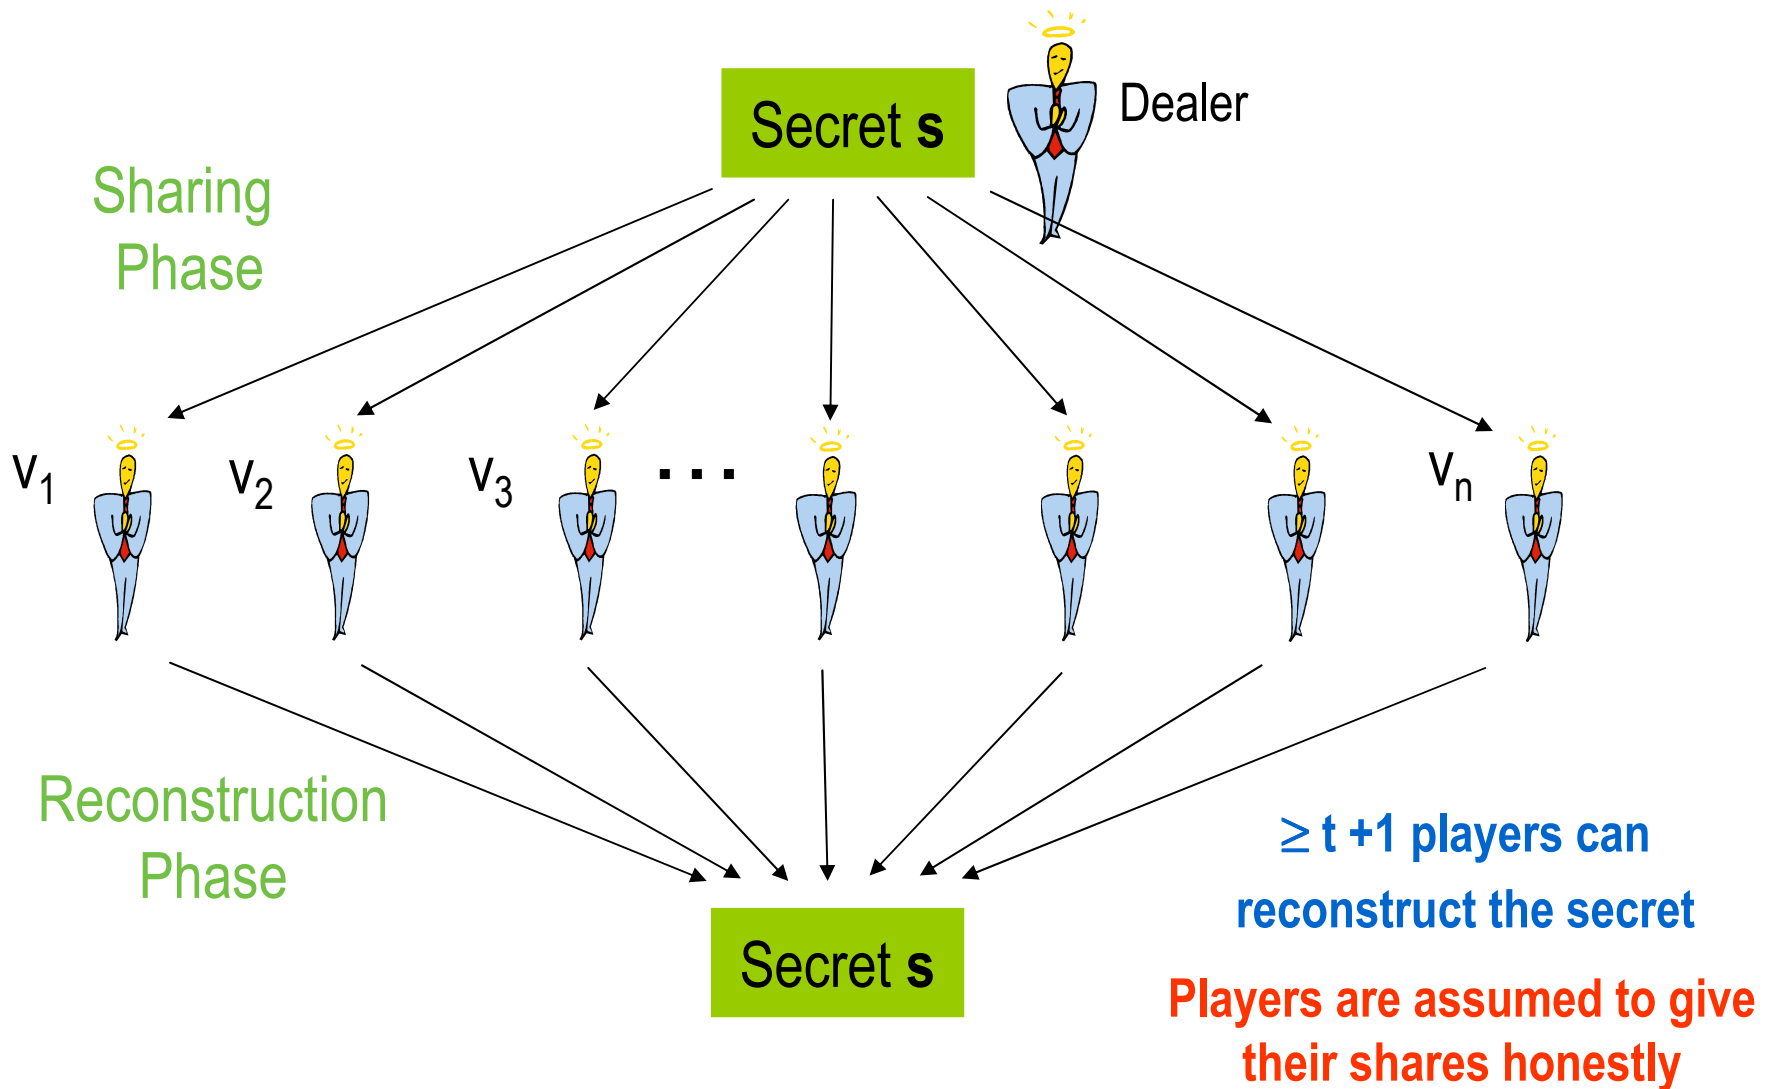 Secret s
Dealer
Sharing
Phase
v1
v2
v3
...
vn
Reconstruction
Phase
Secret s
≥ t +1 players can
reconstruct the secret
Players are assumed to give
their shares honestly